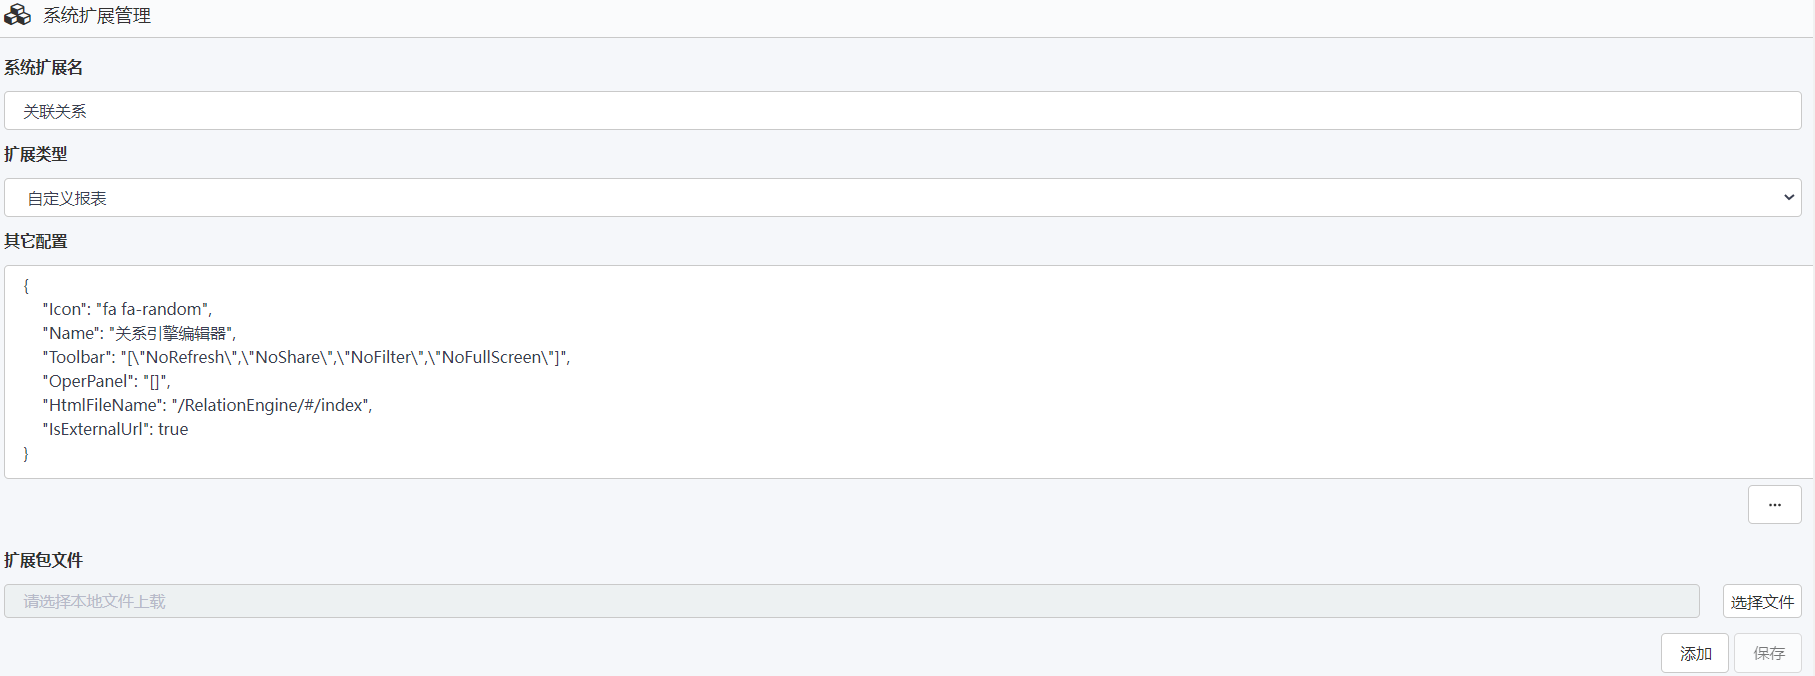 系统扩展管理
系统扩展名
关联关系
扩展类型
自定义报表
其它配置
{
"Icon": "fa fa-random",
"Name": "关系引擎编辑器",
"Toolbar": "[\"NoRefresh\",\"NoShare\",\"NoFilter\",\"NoFullScreen\"]",
"OperPanel": "[]",
"HtmlFileName": "/RelationEngine/#/index",
"IsExternalUrl": true
}
...
扩展包文件
请选择本地文件上载
选择文件
添加 保存